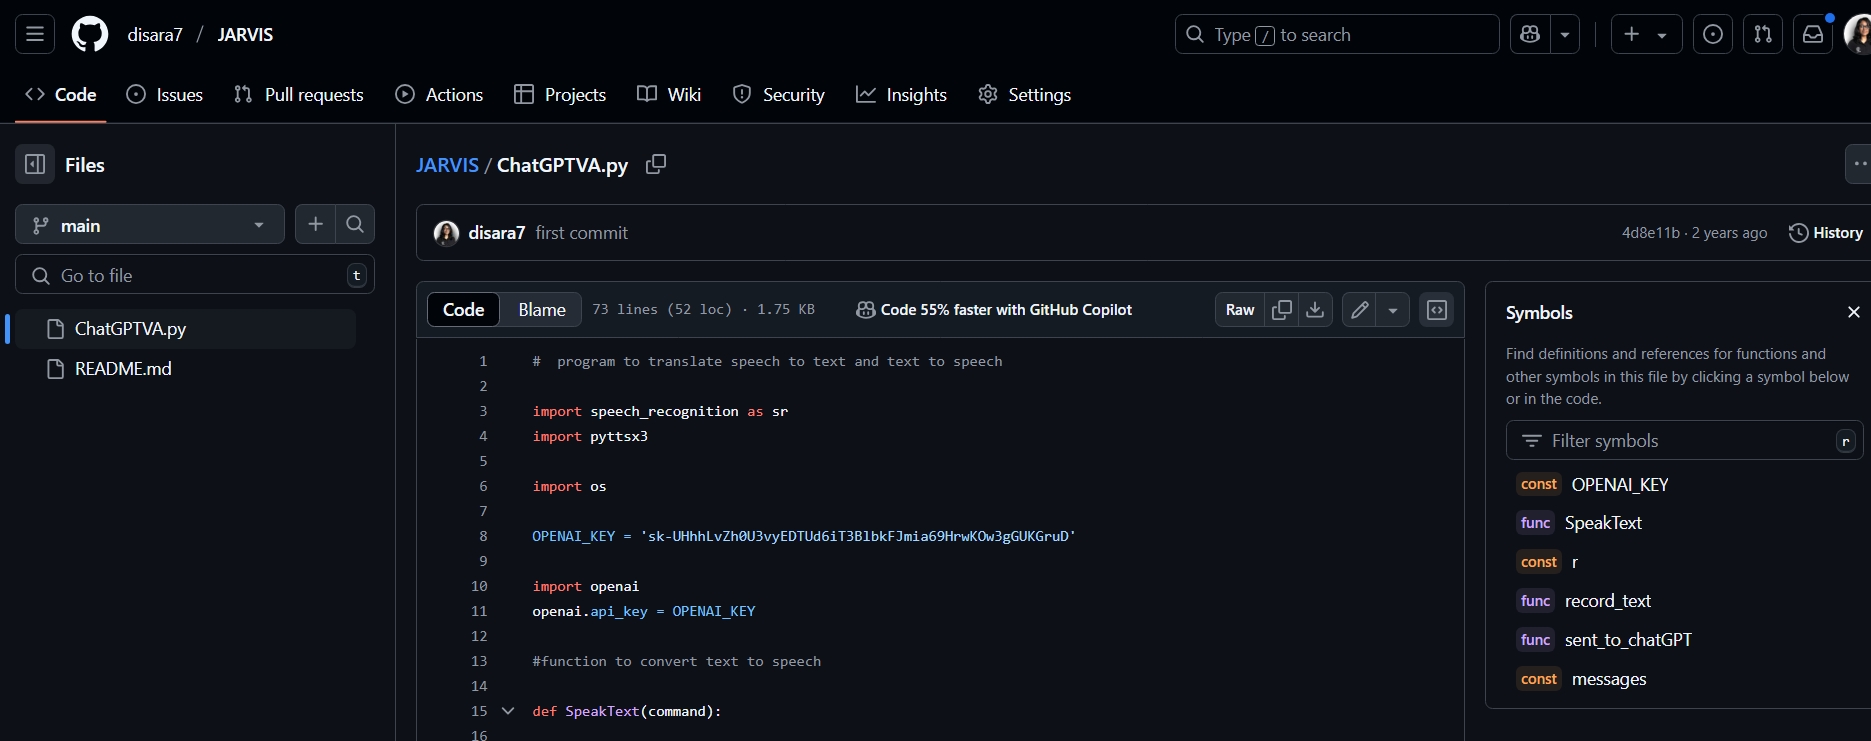 disara7 / JARVIS
Type / to search
Code
Issues
Pull requests
Actions
Projects
Wiki
Security
Insights
Settings
Files
main
Go to file
t
ChatGPTVA.py
README.md
JARVIS / ChatGPTVA.py
disara7 first commit
4d8e11b · 2 years ago
History
Code
Blame
73 lines (52 loc) · 1.75 KB
Code 55% faster with GitHub Copilot
Raw
1 #  program to translate speech to text and text to speech
2
3 import speech_recognition as sr
4 import pyttsx3
5
6 import os
7
8 OPENAI_KEY = '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'
9
10 import openai
11 openai.api_key = OPENAI_KEY
12
13 #function to convert text to speech
14
15 def SpeakText(command):
16
Symbols
Find definitions and references for functions and
other symbols in this file by clicking a symbol below
or in the code.
Filter symbols
r
const OPENAI_KEY
func SpeakText
const r
func record_text
func sent_to_chatGPT
const messages